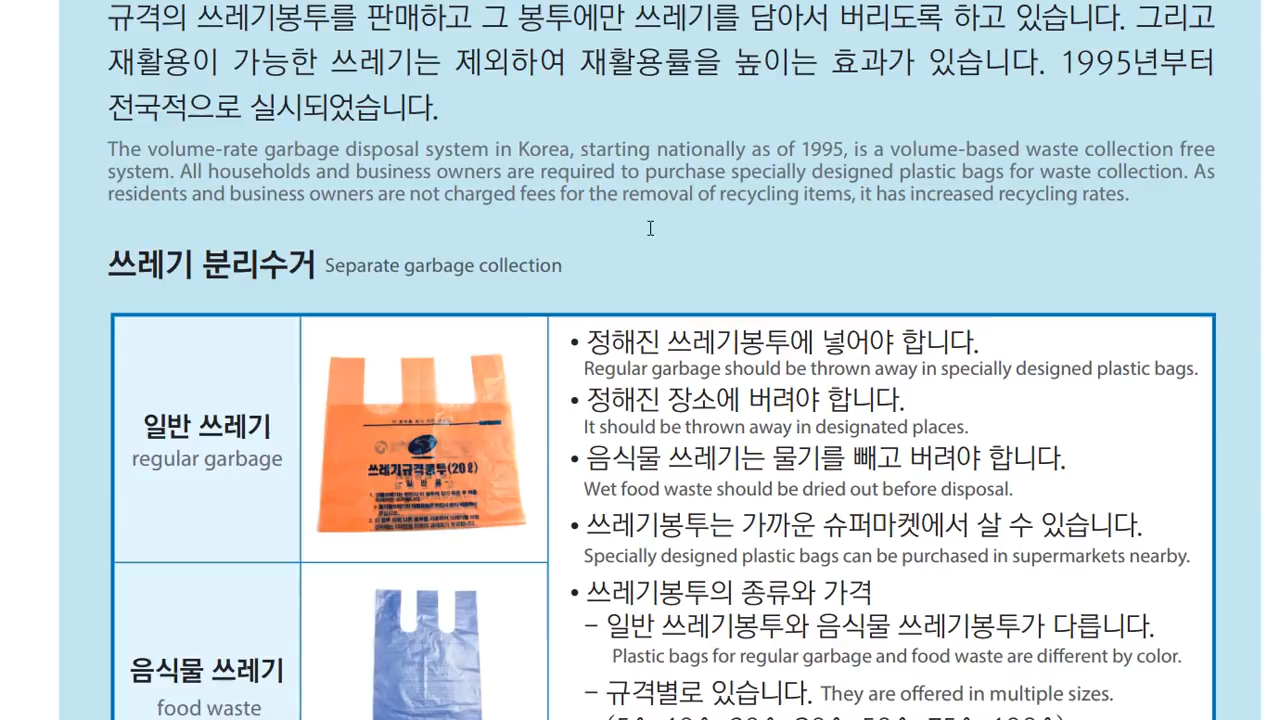 규격의 쓰레기봉투를 판매하고 그 봉투에만 쓰레기를 담아서 버리도록 하고 있습니다. 그리고
재활용이 가능한 쓰레기는 제외하여 재활용률을 높이는 효과가 있습니다. 1995년부터
전국적으로 실시되었습니다.
The volume-rate garbage disposal system in Korea, starting nationally as of 1995, is a volume-based waste collection free
system. All households and business owners are required to purchase specially designed plastic bags for waste collection. As
residents and business owners are not charged fees for the removal of recycling items, it has increased recycling rates.
쓰레기 분리수거 Separate garbage collection
일반 쓰레기
regular garbage
쓰레기규격봉투(20ℓ)
-일 반 용-
• 정해진 쓰레기봉투에 넣어야 합니다.
Regular garbage should be thrown away in specially designed plastic bags.
• 정해진 장소에 버려야 합니다.
It should be thrown away in designated places.
• 음식물 쓰레기는 물기를 빼고 버려야 합니다.
Wet food waste should be dried out before disposal.
• 쓰레기봉투는 가까운 슈퍼마켓에서 살 수 있습니다.
Specially designed plastic bags can be purchased in supermarkets nearby.
• 쓰레기봉투의 종류와 가격
– 일반 쓰레기봉투와 음식물 쓰레기봉투가 다릅니다.
Plastic bags for regular garbage and food waste are different by color.
– 규격별로 있습니다. They are offered in multiple sizes.
음식물 쓰레기
food waste